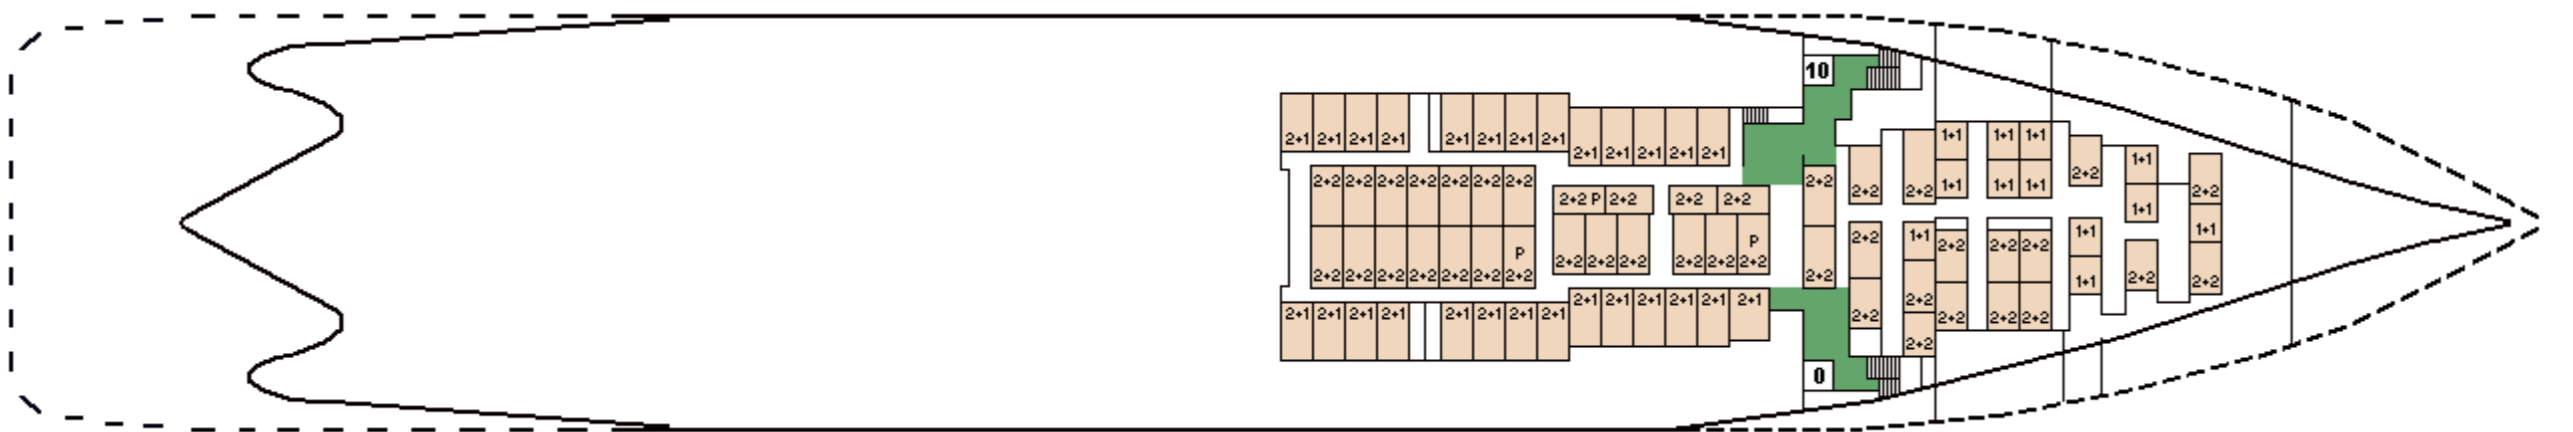 10
1+1 1+1 1+1
2+1 2+1 2+1 2+1 2+1 2+1 2+1 2+1
2+1 2+1 2+1 2+1 2+1
2+2 1+1
2+2 2+2 2+2 2+2 2+2 2+2 2+2 2+2
2+2 2+2 1+1 1+1 1+1 2+2
2+2 P 2+2 2+2 2+2 1+1
2+2 1+1 2+2 2+2 2+2 1+1 1+1
P P
2+2 2+2 2+2 2+2 2+2 2+2 2+2 2+2 2+2 2+2 2+2 2+2 2+2 2+2 1+1 2+2 2+2
2+1 2+1 2+1 2+1 2+1 2+1 2+2
2+1 2+1 2+1 2+1 2+1 2+1 2+1 2+1 2+2 2+2 2+2 2+2
2+2
0